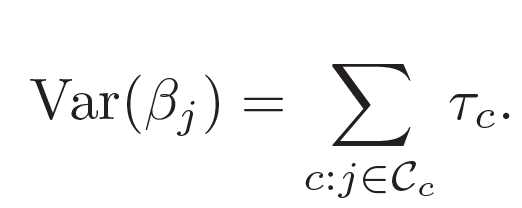 Var(β_j) = ∑_{c:j∈𝒞_c} τ_c.